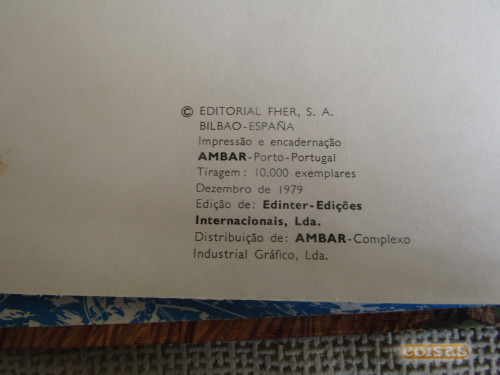 © EDITORIAL FHER, S. A.
BILBAO-ESPAÑA
Impressão e encadernação
AMBAR-Porto-Portugal
Tiragem: 10.000 exemplares
Dezembro de 1979
Edição de: Edinter-Edições
Internacionais, Lda.
Distribuição de: AMBAR-Complexo
Industrial Gráfico, Lda.
coisas